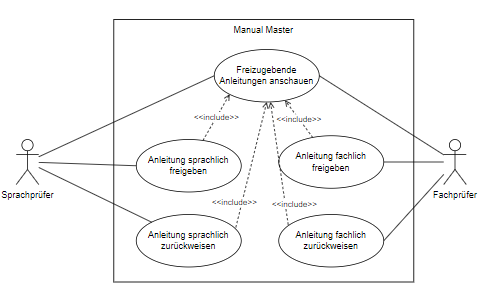 Manual Master
Freizugebende
Anleitungen anschauen
<<include>>
<<include>>
Anleitung sprachlich
freigeben
Anleitung fachlich
freigeben
Sprachprüfer
Fachprüfer
<<include>>
<<include>>
Anleitung sprachlich
zurückweisen
Anleitung fachlich
zurückweisen